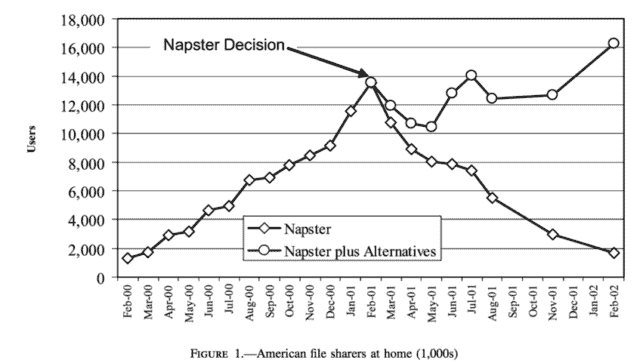 18,000
16,000
14,000
12,000
10,000
8,000
6,000
4,000
2,000
0
Users
Napster Decision
Napster
Napster plus Alternatives
Feb-00
Mar-00
Apr-00
May-00
Jun-00
Jul-00
Aug-00
Sep-00
Oct-00
Nov-00
Dec-00
Jan-01
Feb-01
Mar-01
Apr-01
May-01
Jun-01
Jul-01
Aug-01
Sep-01
Oct-01
Nov-01
Dec-01
Jan-02
Feb-02
FIGURE 1.—American file sharers at home (1,000s)